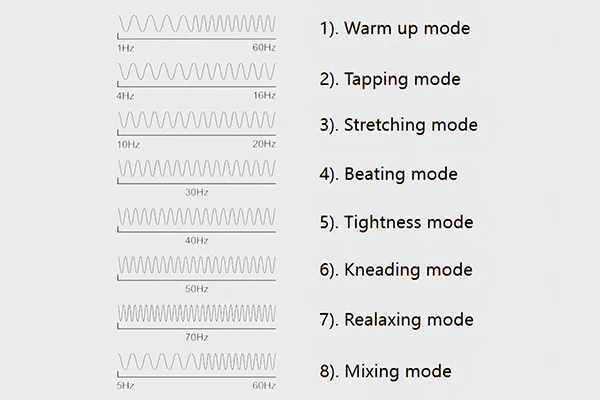 1Hz 60Hz 1). Warm up mode
4Hz 16Hz 2). Tapping mode
10Hz 20Hz 3). Stretching mode
30Hz 4). Beating mode
40Hz 5). Tightness mode
50Hz 6). Kneading mode
70Hz 7). Realaxing mode
5Hz 60Hz 8). Mixing mode